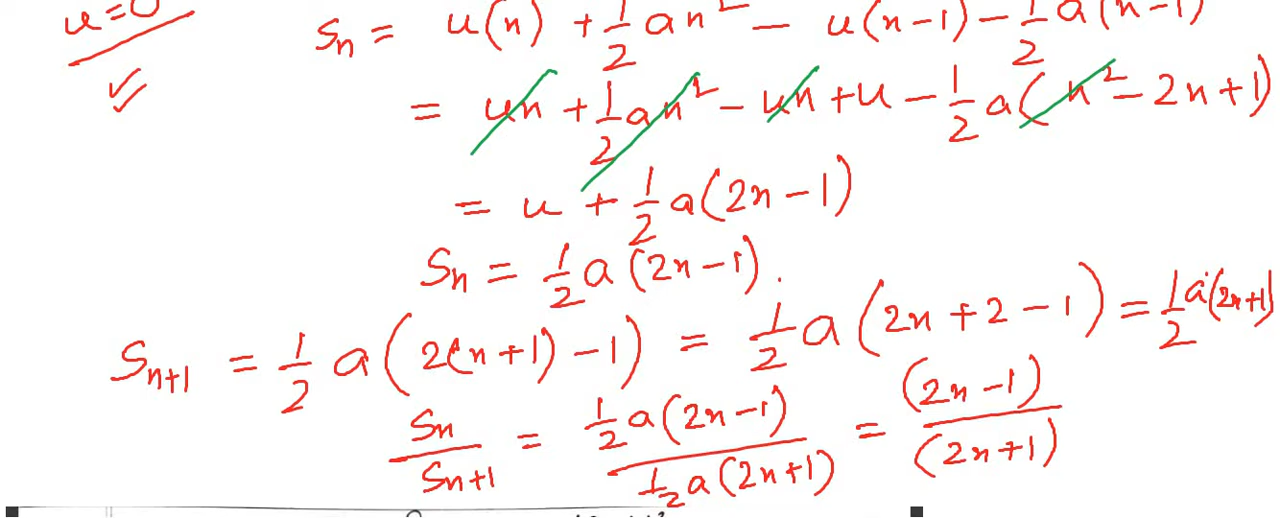 u=0
Sn = u(n) + 1/2 an² − u(n−1) − 1/2 a(n−1)
= un + 1/2 an² − un + u − 1/2 a(n² − 2n + 1)
= u + 1/2 a(2n − 1)
Sn = 1/2 a(2n − 1).
Sn+1 = 1/2 a(2(n+1) − 1) = 1/2 a(2n + 2 − 1) = 1/2 a(2n+1)
Sn/Sn+1 = 1/2 a(2n−1) / 1/2 a(2n+1) = (2n−1)/(2n+1)